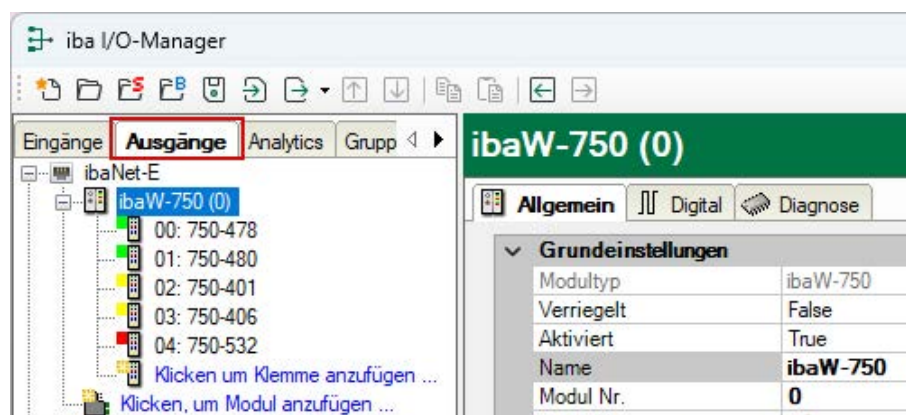 iba I/O-Manager
Eingänge Ausgänge Analytics Grupp
ibaNet-E
ibaW-750 (0)
00: 750-478
01: 750-480
02: 750-401
03: 750-406
04: 750-532
Klicken um Klemme anzufügen ...
Klicken, um Modul anzufügen ...
ibaW-750 (0)
Allgemein Digital Diagnose
Grundeinstellungen
Modultyp ibaW-750
Verriegelt False
Aktiviert True
Name ibaW-750
Modul Nr. 0